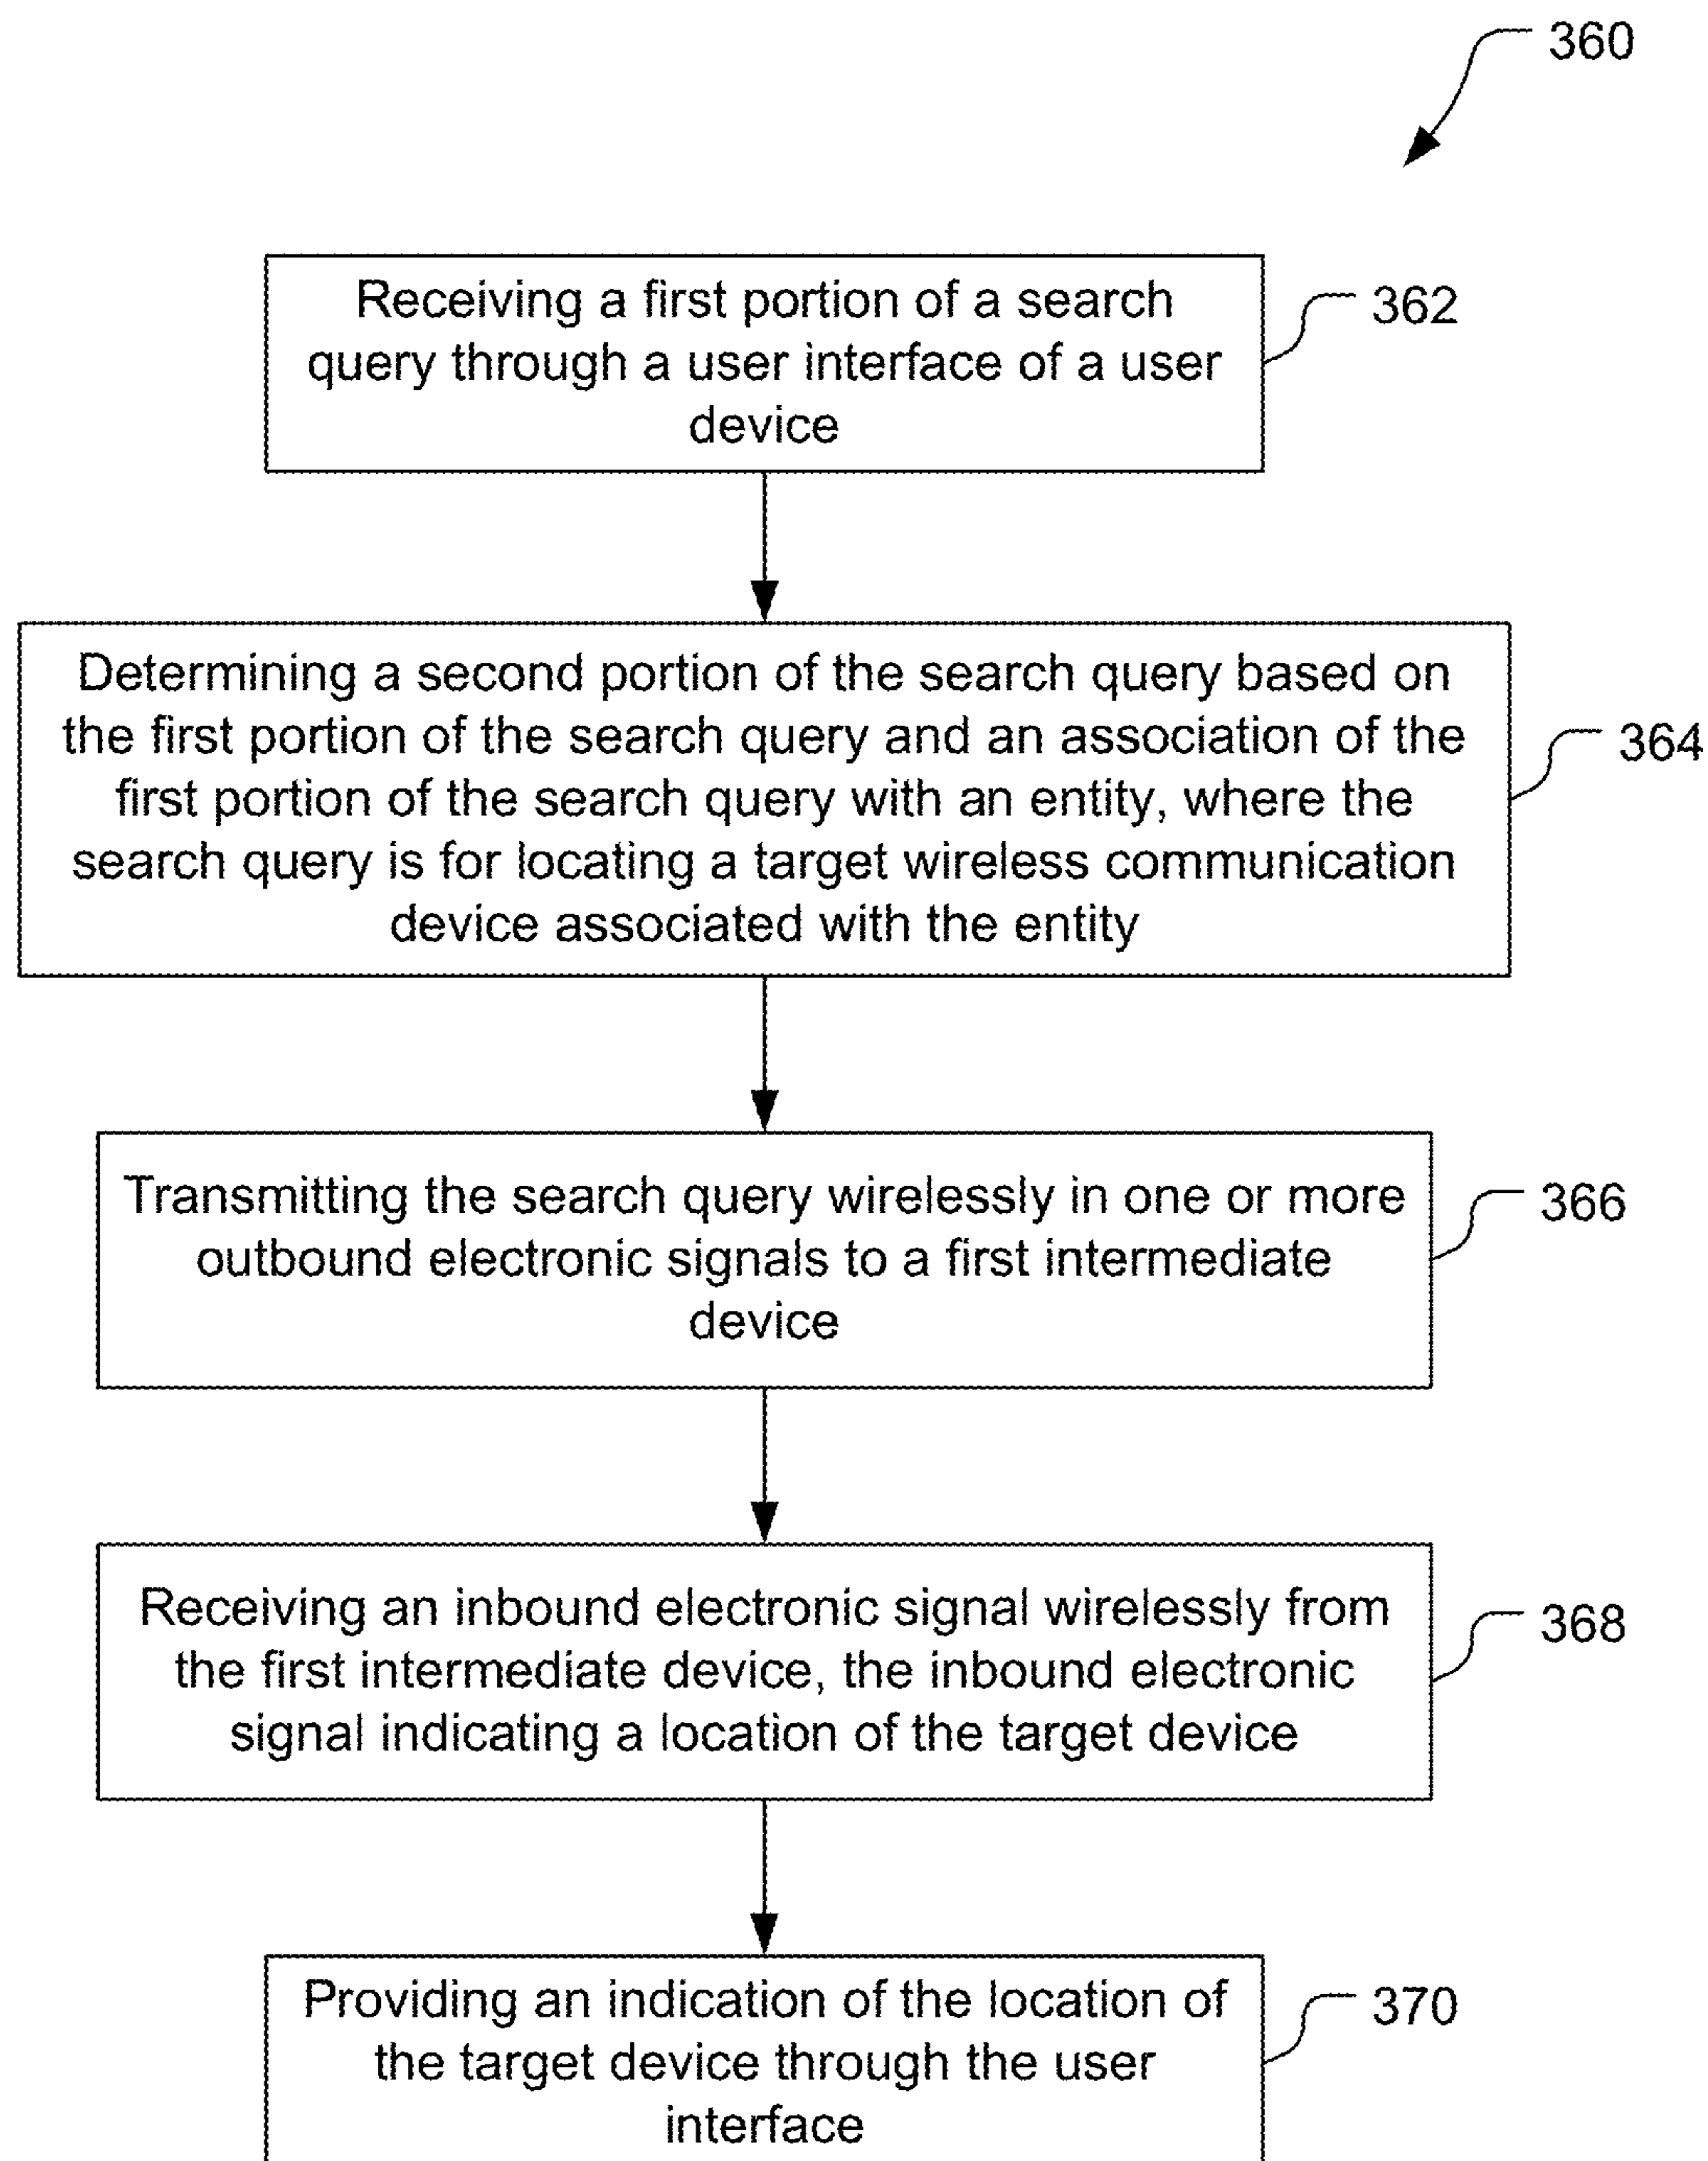 360
Receiving a first portion of a search
query through a user interface of a user
device
362
Determining a second portion of the search query based on
the first portion of the search query and an association of the
first portion of the search query with an entity, where the
search query is for locating a target wireless communication
device associated with the entity
364
Transmitting the search query wirelessly in one or more
outbound electronic signals to a first intermediate
device
366
Receiving an inbound electronic signal wirelessly from
the first intermediate device, the inbound electronic
signal indicating a location of the target device
368
Providing an indication of the location of
the target device through the user
interface
370